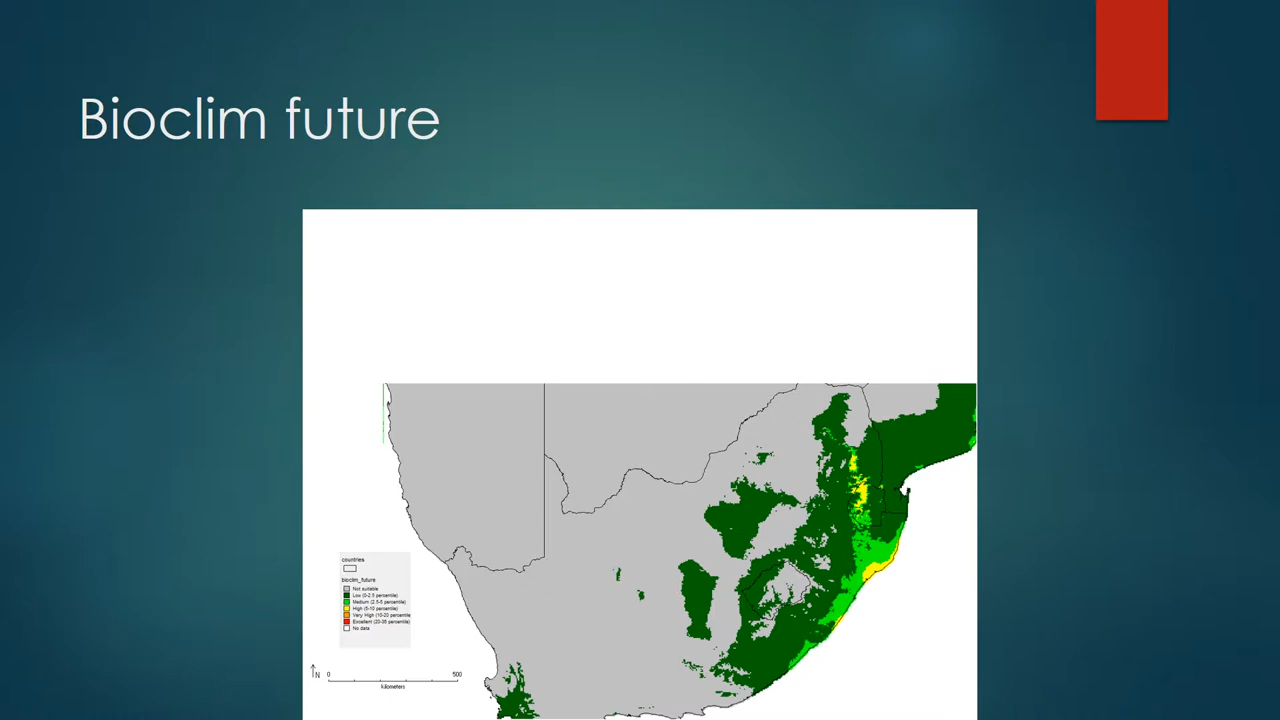 Bioclim future
countries
bioclim_future
Not suitable
Low (0-2.5 percentile)
Medium (2.5-5 percentile)
High (5-10 percentile)
Very High (10-20 percentile
Excellent (20-35 percentile)
No data
N
0 500
kilometers